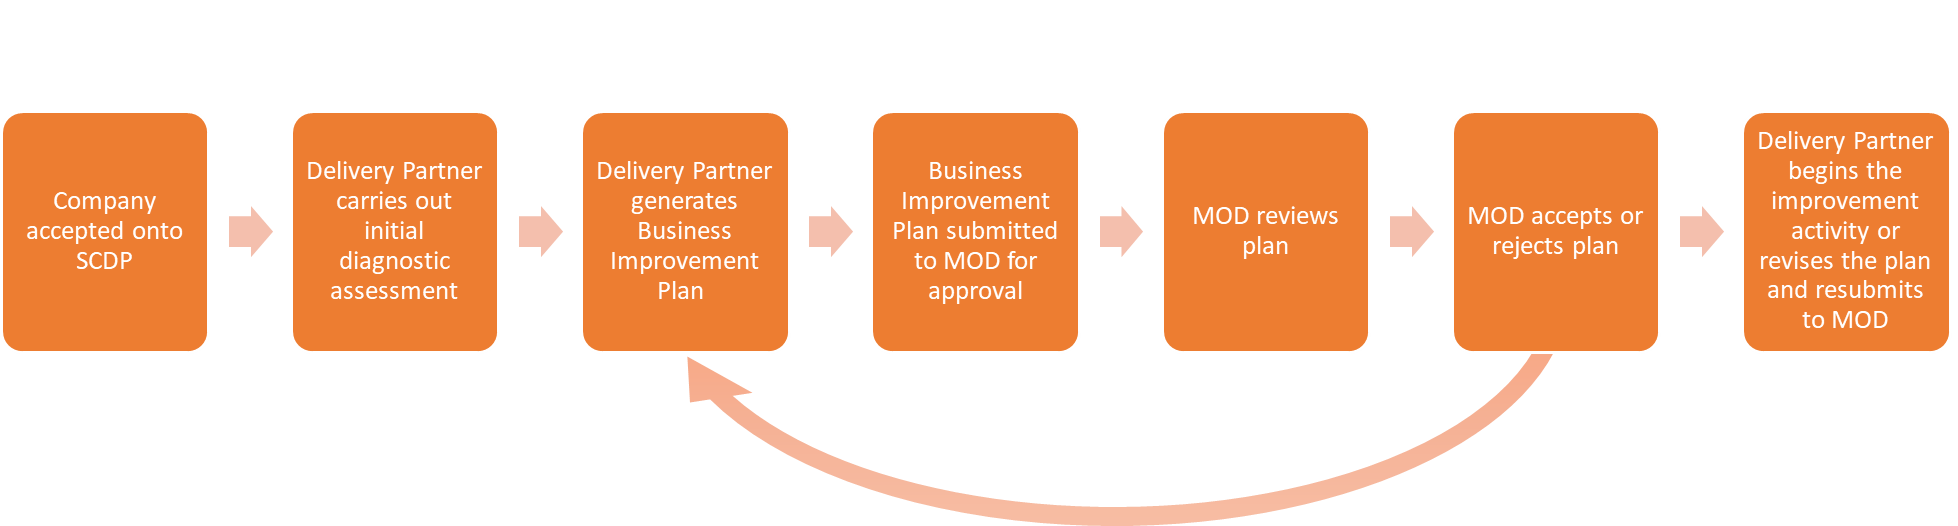 Company
accepted onto
SCDP
Delivery Partner
carries out
initial
diagnostic
assessment
Delivery Partner
generates
Business
Improvement
Plan
Business
Improvement
Plan submitted
to MOD for
approval
MOD reviews
plan
MOD accepts or
rejects plan
Delivery Partner
begins the
improvement
activity or
revises the plan
and resubmits
to MOD